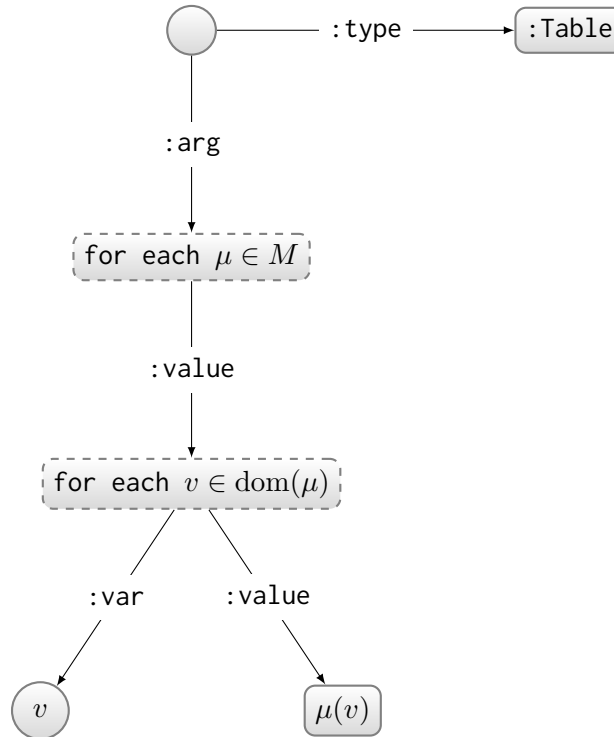 :type
:Table
:arg
for each μ ∈ M
:value
for each v ∈ dom(μ)
:var
:value
v
μ(v)